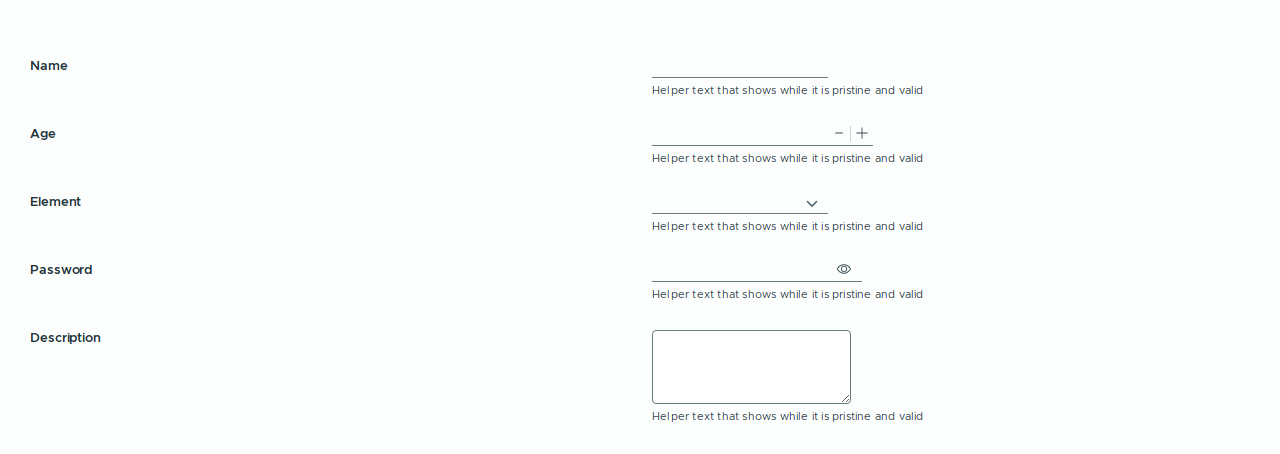 Name
Helper text that shows while it is pristine and valid
Age
Helper text that shows while it is pristine and valid
Element
Helper text that shows while it is pristine and valid
Password
Helper text that shows while it is pristine and valid
Description
Helper text that shows while it is pristine and valid